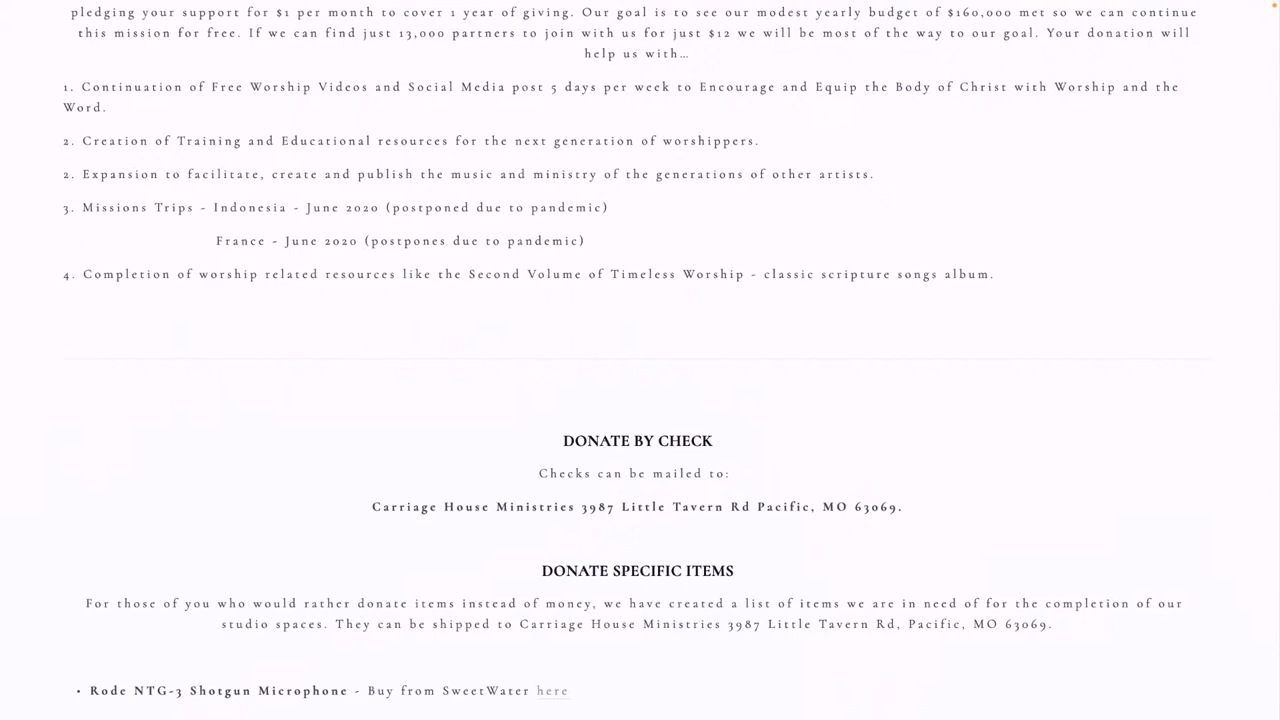 pledging your support for $1 per month to cover 1 year of giving. Our goal is to see our modest yearly budget of $160,000 met so we can continue
this mission for free. If we can find just 13,000 partners to join with us for just $12 we will be most of the way to our goal. Your donation will
help us with…
1. Continuation of Free Worship Videos and Social Media post 5 days per week to Encourage and Equip the Body of Christ with Worship and the
Word.
2. Creation of Training and Educational resources for the next generation of worshippers.
2. Expansion to facilitate, create and publish the music and ministry of the generations of other artists.
3. Missions Trips - Indonesia - June 2020 (postponed due to pandemic)
France - June 2020 (postpones due to pandemic)
4. Completion of worship related resources like the Second Volume of Timeless Worship - classic scripture songs album.
DONATE BY CHECK
Checks can be mailed to:
Carriage House Ministries 3987 Little Tavern Rd Pacific, MO 63069.
DONATE SPECIFIC ITEMS
For those of you who would rather donate items instead of money, we have created a list of items we are in need of for the completion of our
studio spaces. They can be shipped to Carriage House Ministries 3987 Little Tavern Rd, Pacific, MO 63069.
• Rode NTG-3 Shotgun Microphone - Buy from SweetWater here